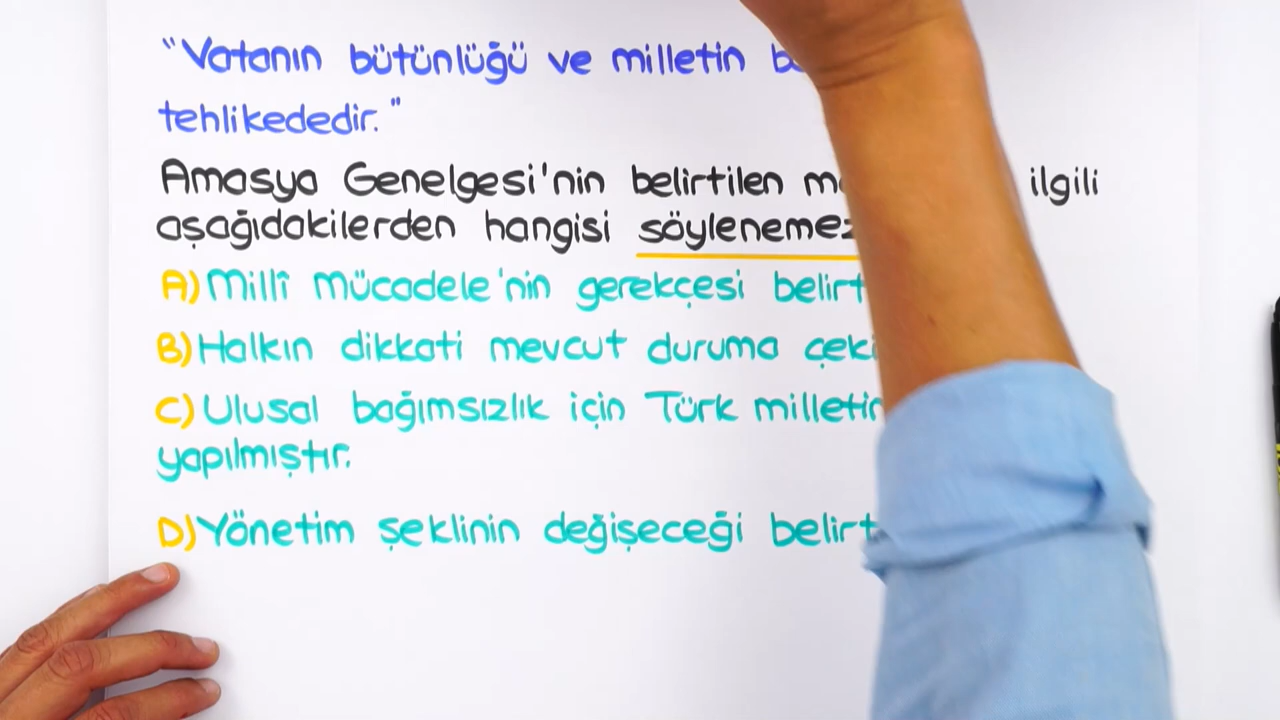 "Vatanın bütünlüğü ve milletin
tehlikededir."
Amasya Genelgesi'nin belirtilen ilgili
aşağıdakilerden hangisi
A) Millî Mücadele'nin gerekçesi
B) Halkın dikkati mevcut duruma
C) Ulusal bağımsızlık için Türk
yapılmıştır.
D) Yönetim şeklinin değişeceği